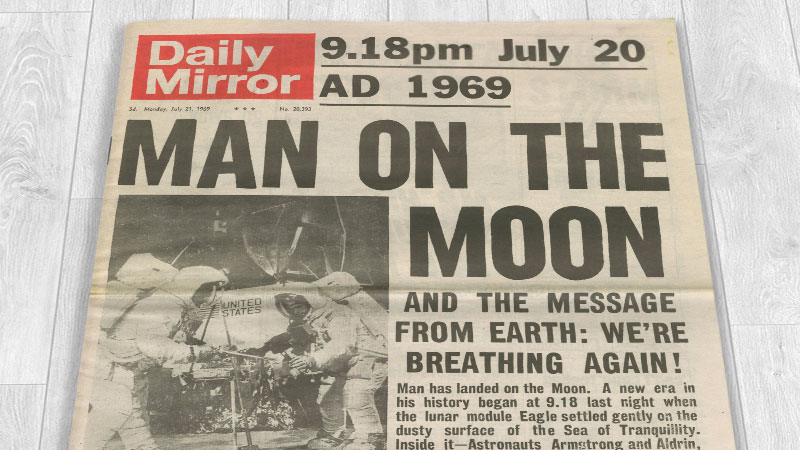 Daily
Mirror
9.18pm July 20
AD 1969
5d. Monday, July 21, 1969 * * * No. 20,393
MAN ON THE
MOON
UNITED
STATES
AND THE MESSAGE
FROM EARTH: WE'RE
BREATHING AGAIN!
Man has landed on the Moon. A new era in
his history began at 9.18 last night when
the lunar module Eagle settled gently on the
dusty surface of the Sea of Tranquillity.
Inside it—Astronauts Armstrong and Aldrin,